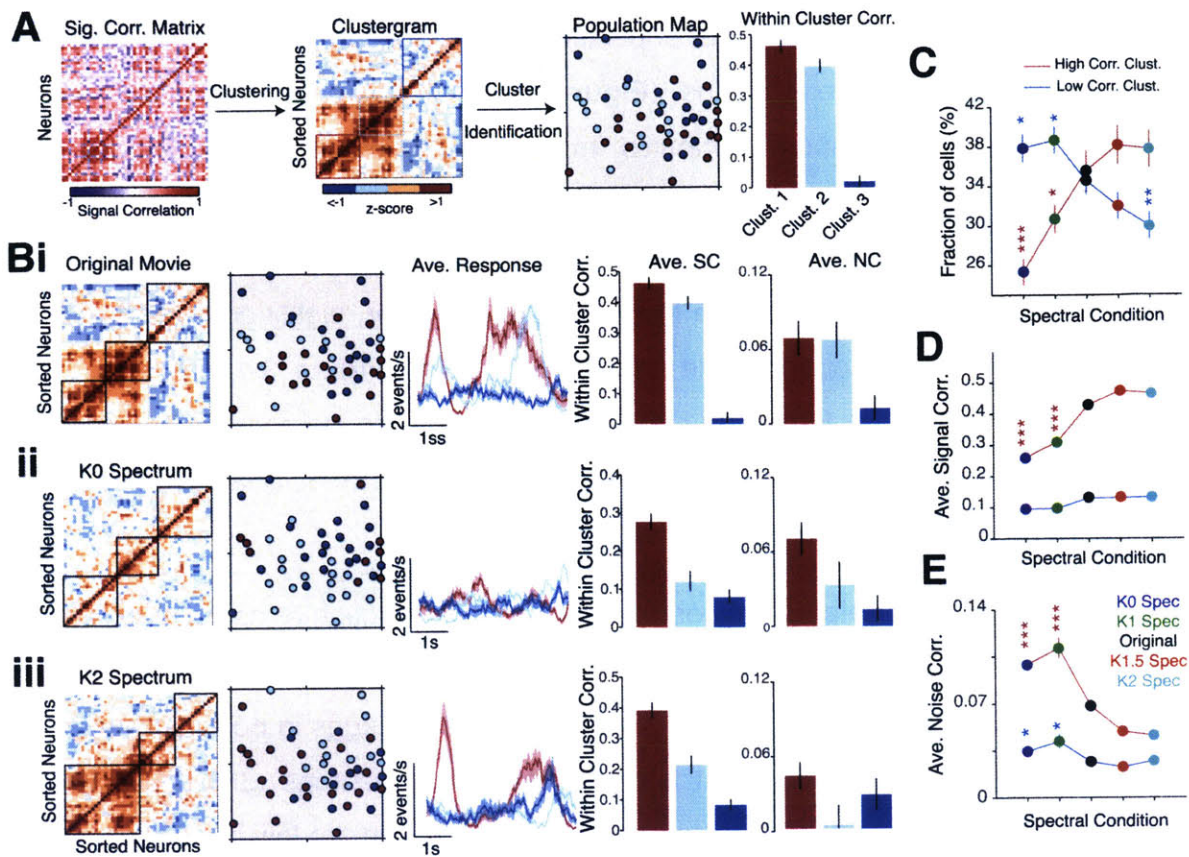 A
Sig. Corr. Matrix
Neurons
-1
1
Signal Correlation
Clustering
Clustergram
Sorted Neurons
<-1
>1
z-score
Cluster
Identification
Population Map
Within Cluster Corr.
0.5
0.4
0.3
0.2
0.1
0
Clust. 1
Clust. 2
Clust. 3
C
High Corr. Clust.
Low Corr. Clust.
Fraction of cells (%)
42
38
34
30
26
*
*
***
*
**
Spectral Condition
Bi
Original Movie
Sorted Neurons
Ave. Response
2 events/s
1ss
Ave. SC
Within Cluster Corr.
0.5
0.4
0.3
0.2
0.1
0
Ave. NC
0.12
0.06
0
D
Ave. Signal Corr.
0.5
0.4
0.3
0.2
0.1
0
***
***
Spectral Condition
ii
K0 Spectrum
Sorted Neurons
2 events/s
1s
Within Cluster Corr.
0.4
0.3
0.2
0.1
0
0.12
0.06
0
E
Ave. Noise Corr.
0.14
0.07
0
***
***
*
*
K0 Spec
K1 Spec
Original
K1.5 Spec
K2 Spec
Spectral Condition
iii
K2 Spectrum
Sorted Neurons
Sorted Neurons
2 events/s
1s
Within Cluster Corr.
0.5
0.4
0.3
0.2
0.1
0
0.12
0.06
0